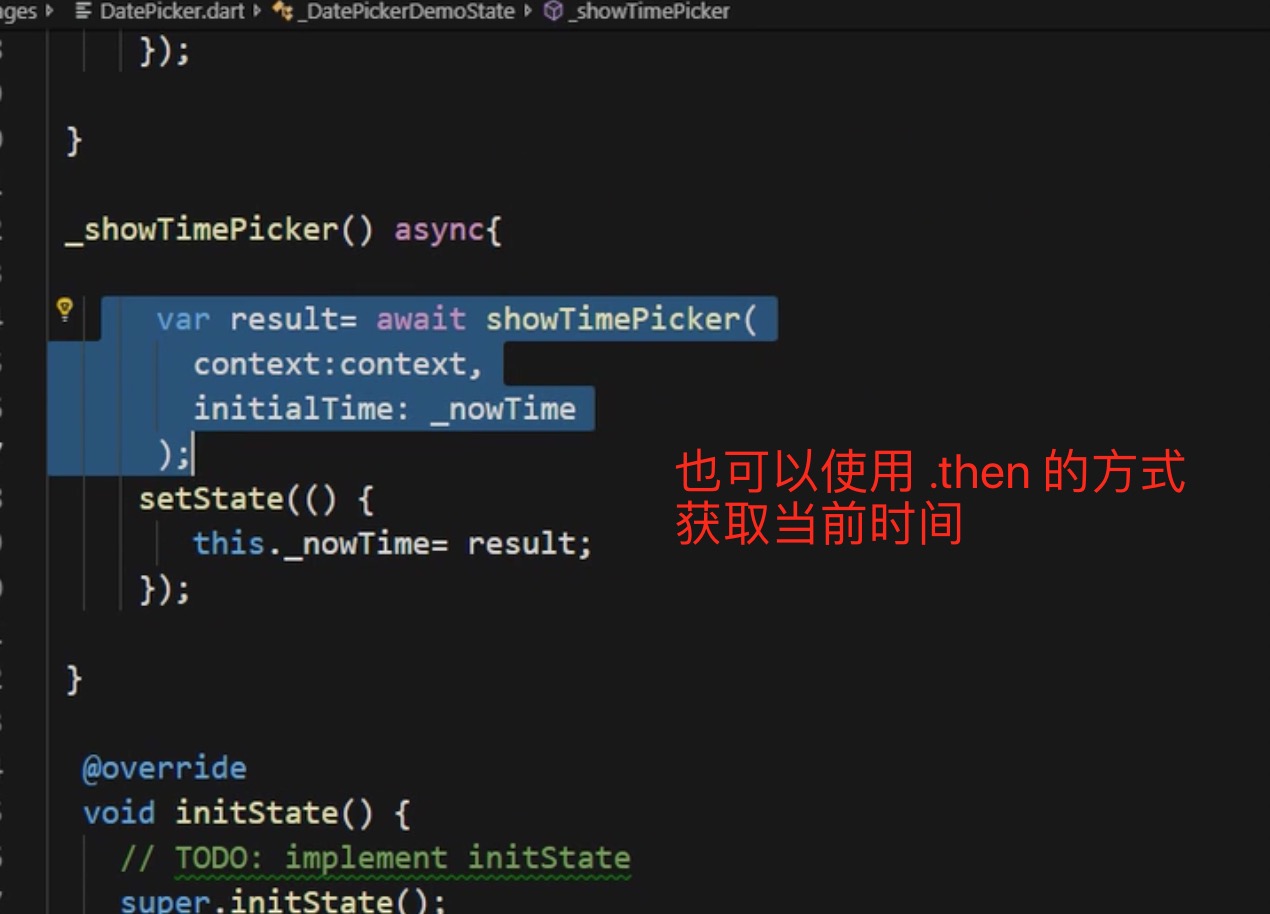 ges DatePicker.dart _DatePickerDemoState _showTimePicker
});
}
_showTimePicker() async{
var result= await showTimePicker(
context:context,
initialTime: _nowTime
);
也可以使用 .then 的方式
获取当前时间
setState(() {
this._nowTime= result;
});
}
@override
void initState() {
// TODO: implement initState
super.initState();